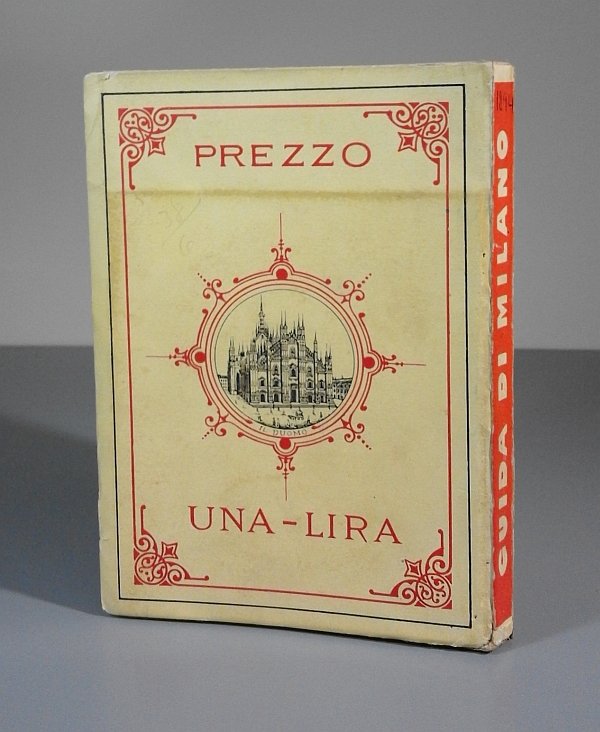 PREZZO
IL DUOMO
UNA-LIRA
GUIDA DI MILANO